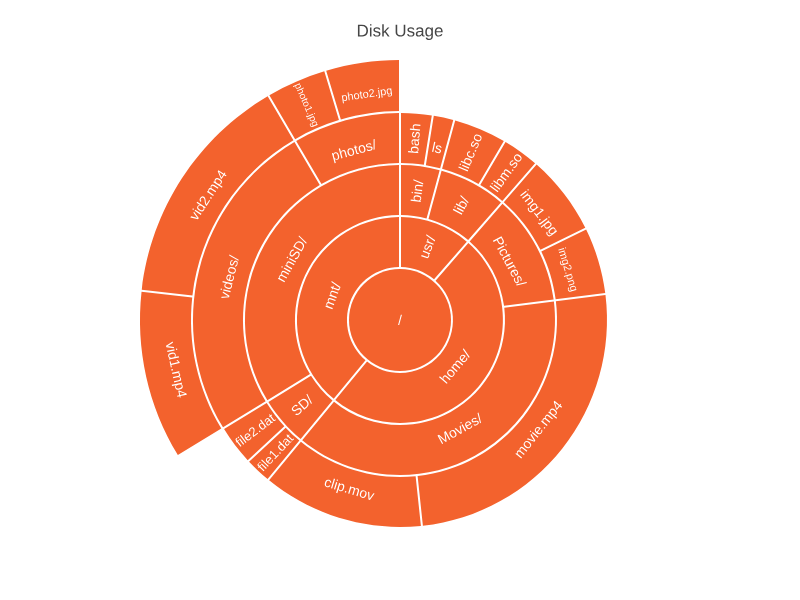 Disk Usage
photo1.jpg
photo2.jpg
bash
ls
libc.so
libm.so
photos/
vid2.mp4
bin/
lib/
img1.jpg
usr/
Pictures/
img2.png
miniSD/
videos/
mnt/
/
home/
vid1.mp4
SD/
file2.dat
file1.dat
Movies/
movie.mp4
clip.mov